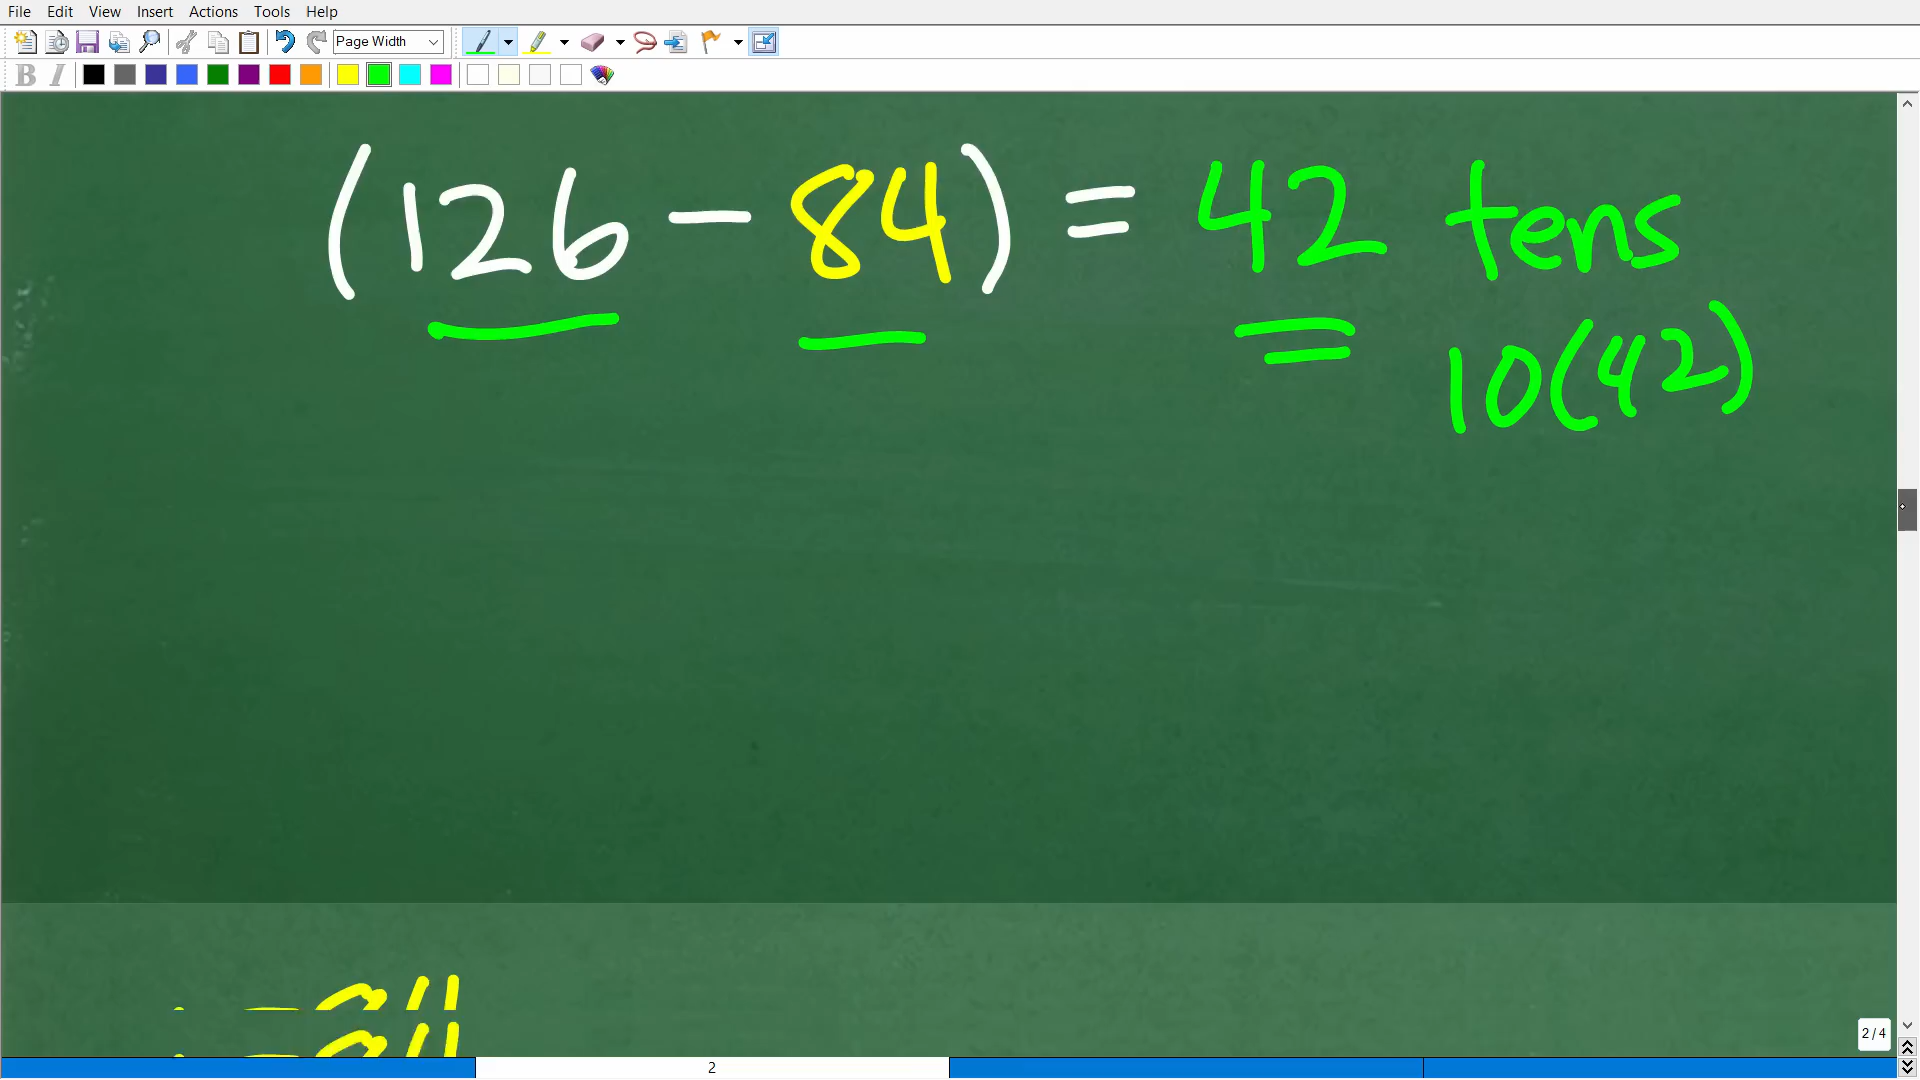 File Edit View Insert Actions Tools Help
Page Width
B I
(126 - 84) = 42 tens
10(42)
2 / 4
2